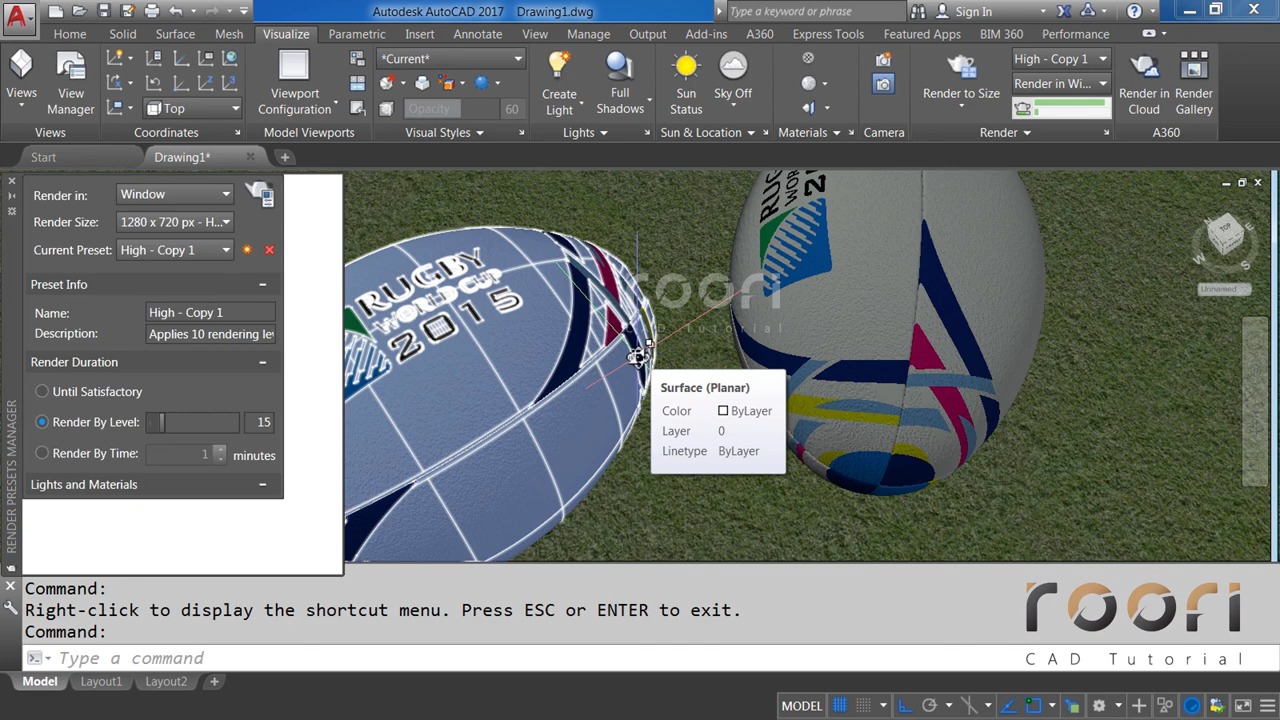 Autodesk AutoCAD 2017 Drawing1.dwg
Type a keyword or phrase
Sign In
Home Solid Surface Mesh Visualize Parametric Insert Annotate View Manage Output Add-ins A360 Express Tools Featured Apps BIM 360 Performance
Views
View Manager
Views
Top
Coordinates
Viewport Configuration
Model Viewports
*Current*
Opacity 60
Visual Styles
Create Light
Full Shadows
Lights
Sun Status
Sky Off
Sun & Location
Materials
Camera
Render to Size
High - Copy 1
Render in Wi...
Render
Render in Cloud
Render Gallery
A360
Start
Drawing1*
Render in: Window
Render Size: 1280 x 720 px - H...
Current Preset: High - Copy 1
Preset Info
Name: High - Copy 1
Description: Applies 10 rendering lev
Render Duration
Until Satisfactory
Render By Level: 15
Render By Time: 1 minutes
Lights and Materials
RENDER PRESETS MANAGER
RUGBY
WORLD CUP
2015
roori
CAD Tutorial
TOP
W
S
E
Unnamed
Surface (Planar)
Color ByLayer
Layer 0
Linetype ByLayer
Command:
Right-click to display the shortcut menu. Press ESC or ENTER to exit.
Command:
Type a command
roori
CAD Tutorial
Model Layout1 Layout2
MODEL